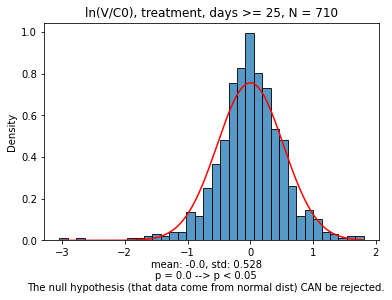 ln(V/C0), treatment, days >= 25, N = 710
Density
1.0
0.8
0.6
0.4
0.2
0.0
−3 −2 −1 0 1 2
mean: -0.0, std: 0.528
p = 0.0 --> p < 0.05
The null hypothesis (that data come from normal dist) CAN be rejected.